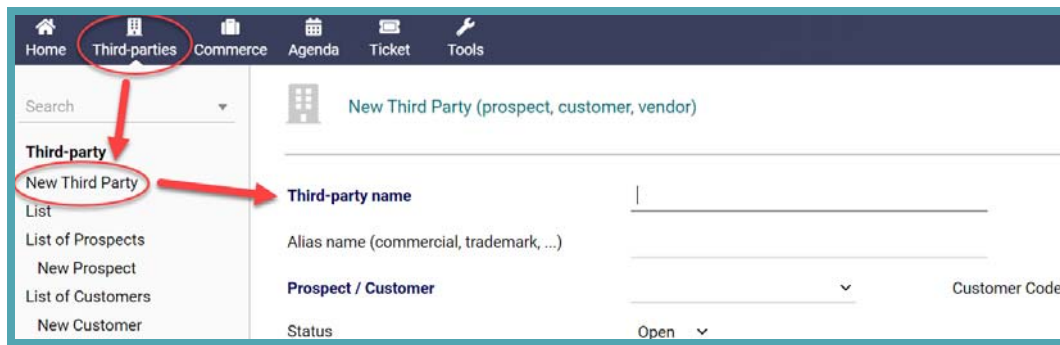 Home Third-parties Commerce Agenda Ticket Tools
Search
New Third Party (prospect, customer, vendor)
Third-party
New Third Party
List
List of Prospects
New Prospect
List of Customers
New Customer
Third-party name
Alias name (commercial, trademark, ...)
Prospect / Customer
Customer Code
Status
Open